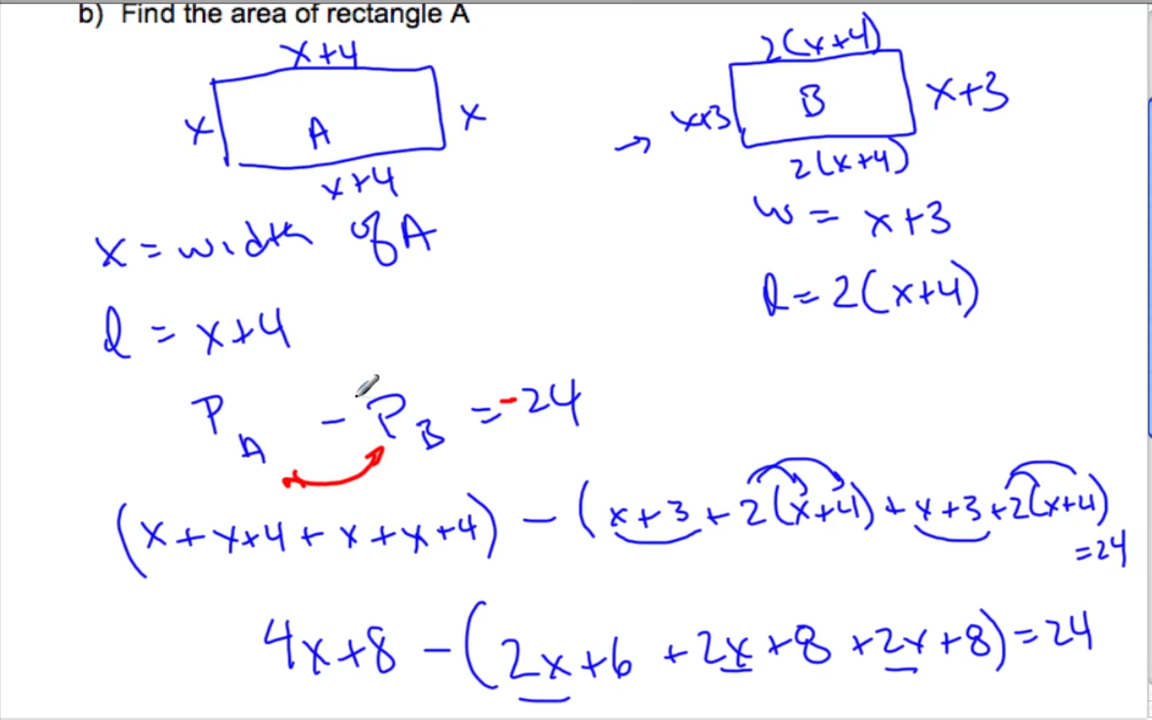 b) Find the area of rectangle A
x+4
2(x+4)
x
A
x
x+3
B
x+3
x+4
→ 2(x+4)
x = width of A
w = x+3
l = x+4
l = 2(x+4)
P_A - P_B = -24
(x + x+4 + x + x+4) - (x+3 + 2(x+4) + x+3 + 2(x+4)
=24
4x+8 - (2x+6 +2x+8 +2x+8) = 24